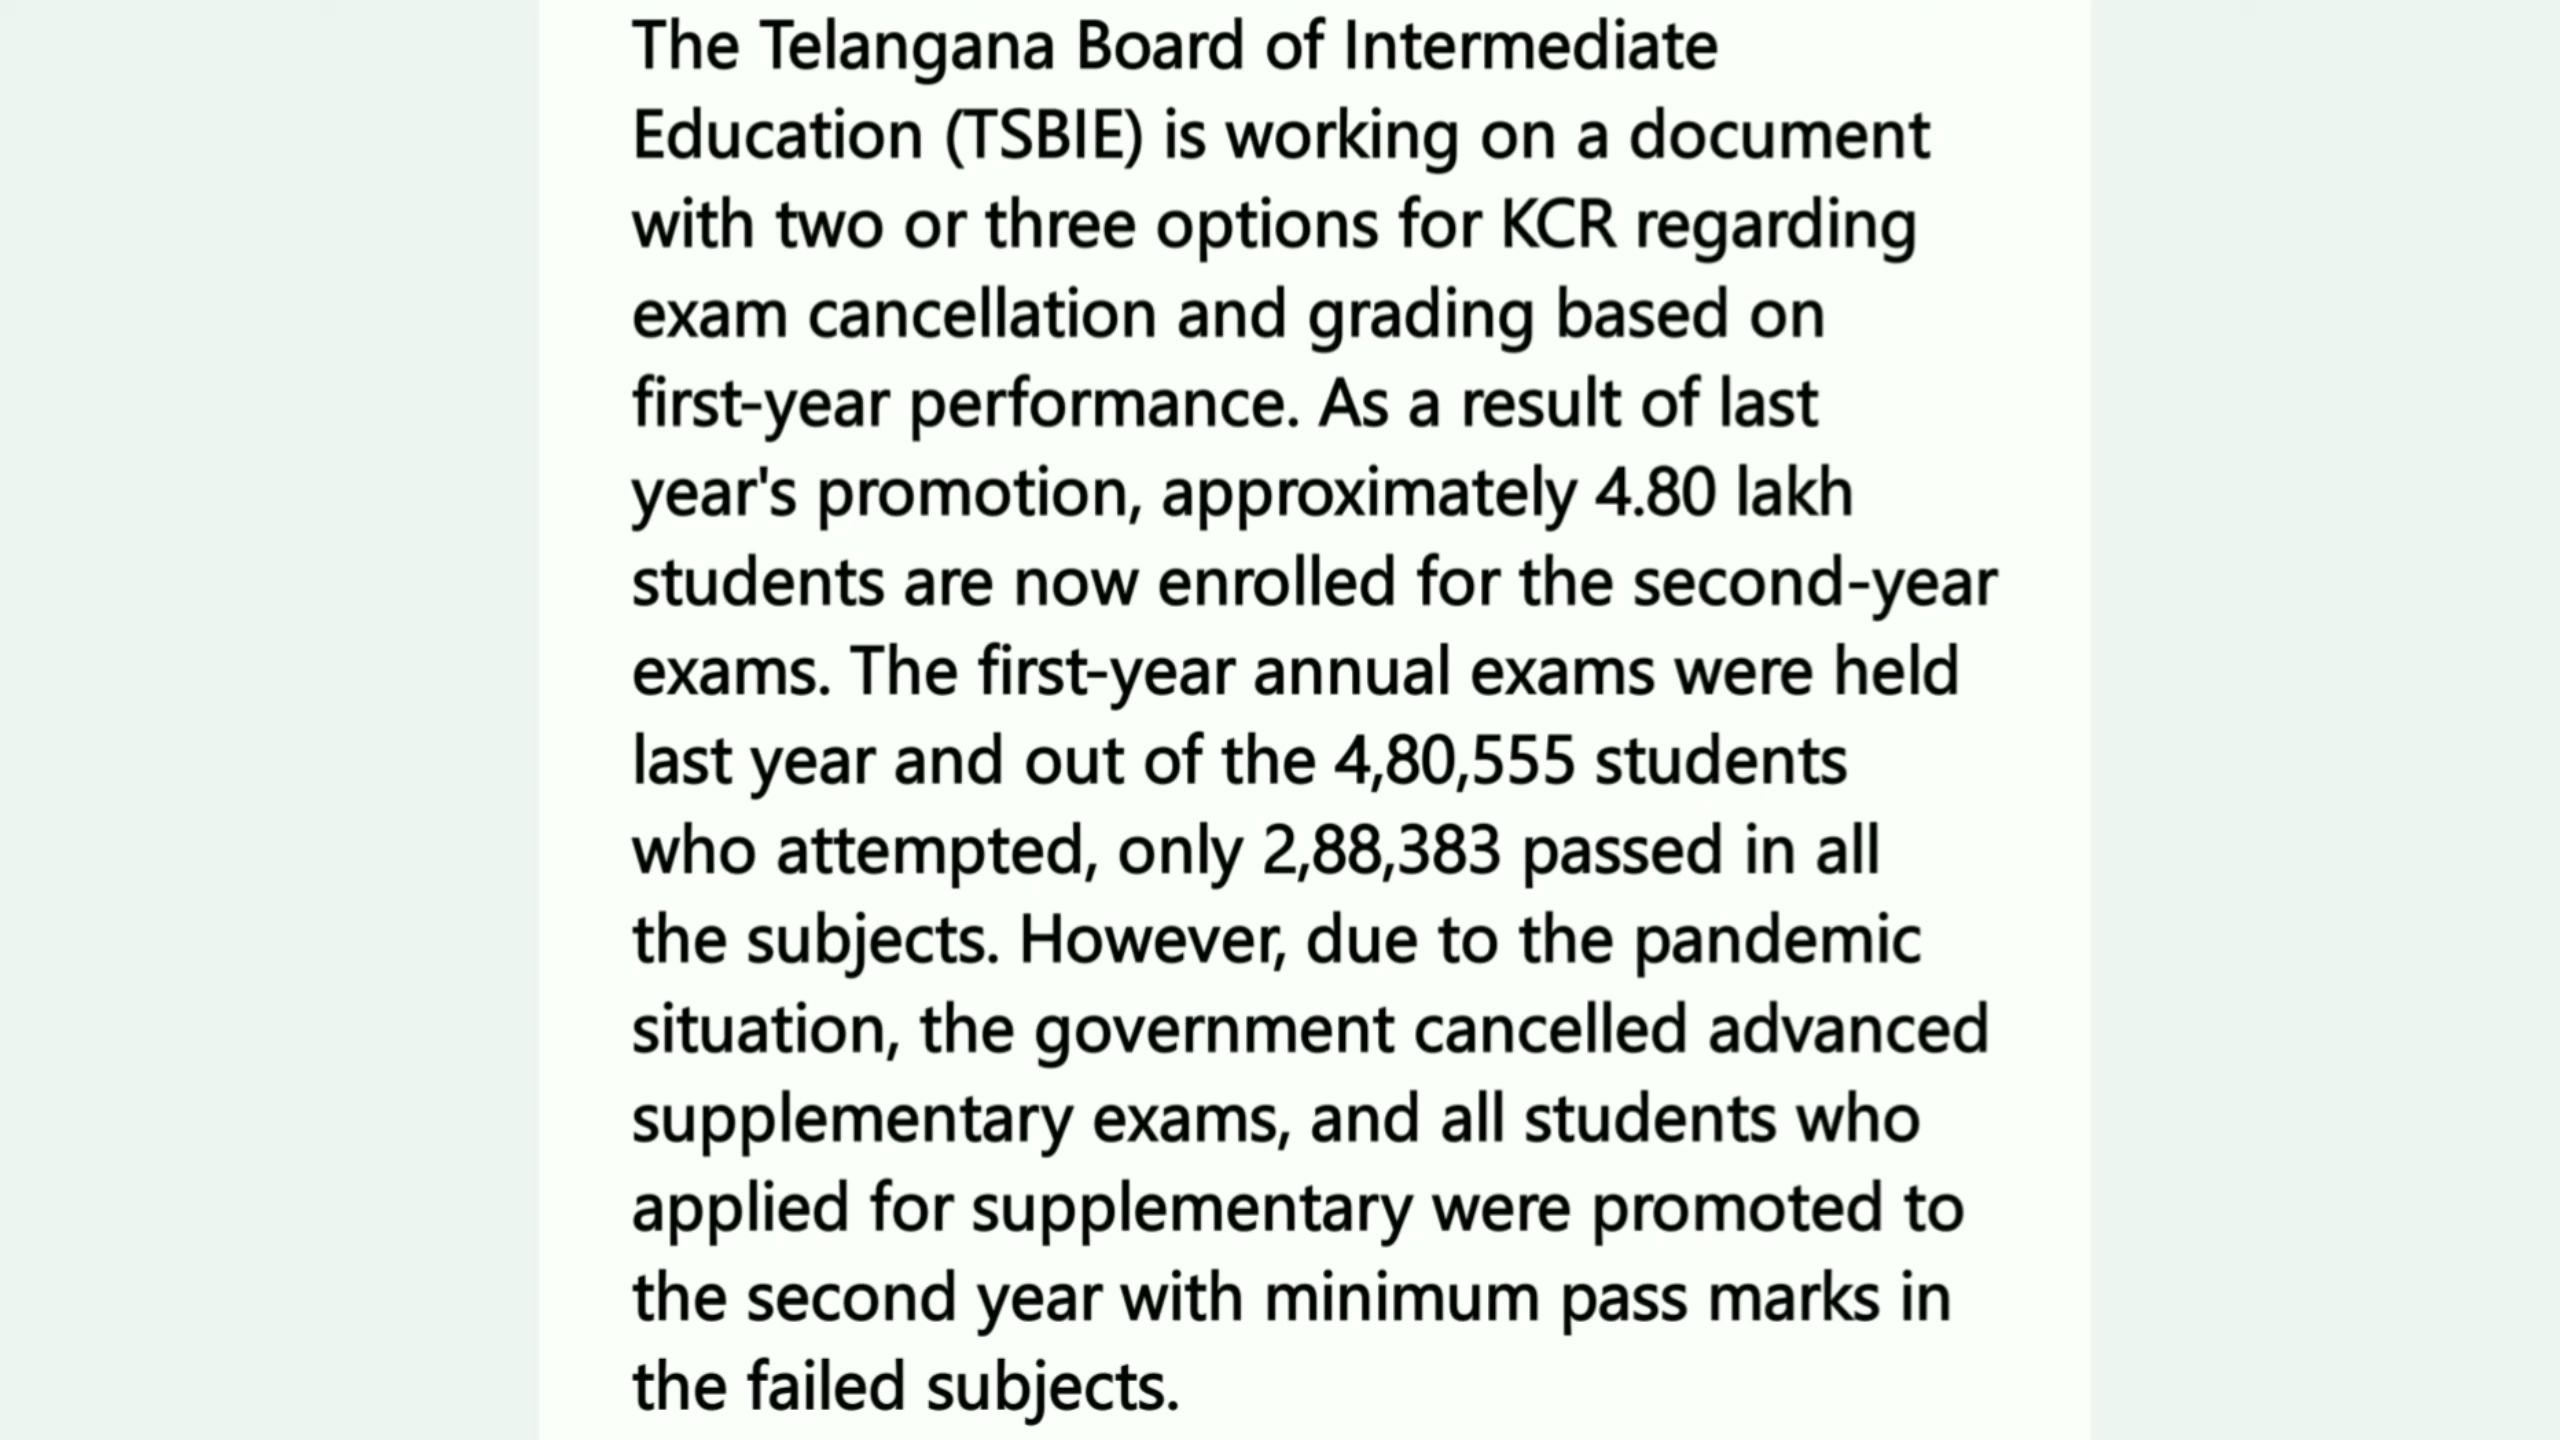 The Telangana Board of Intermediate
Education (TSBIE) is working on a document
with two or three options for KCR regarding
exam cancellation and grading based on
first-year performance. As a result of last
year's promotion, approximately 4.80 lakh
students are now enrolled for the second-year
exams. The first-year annual exams were held
last year and out of the 4,80,555 students
who attempted, only 2,88,383 passed in all
the subjects. However, due to the pandemic
situation, the government cancelled advanced
supplementary exams, and all students who
applied for supplementary were promoted to
the second year with minimum pass marks in
the failed subjects.